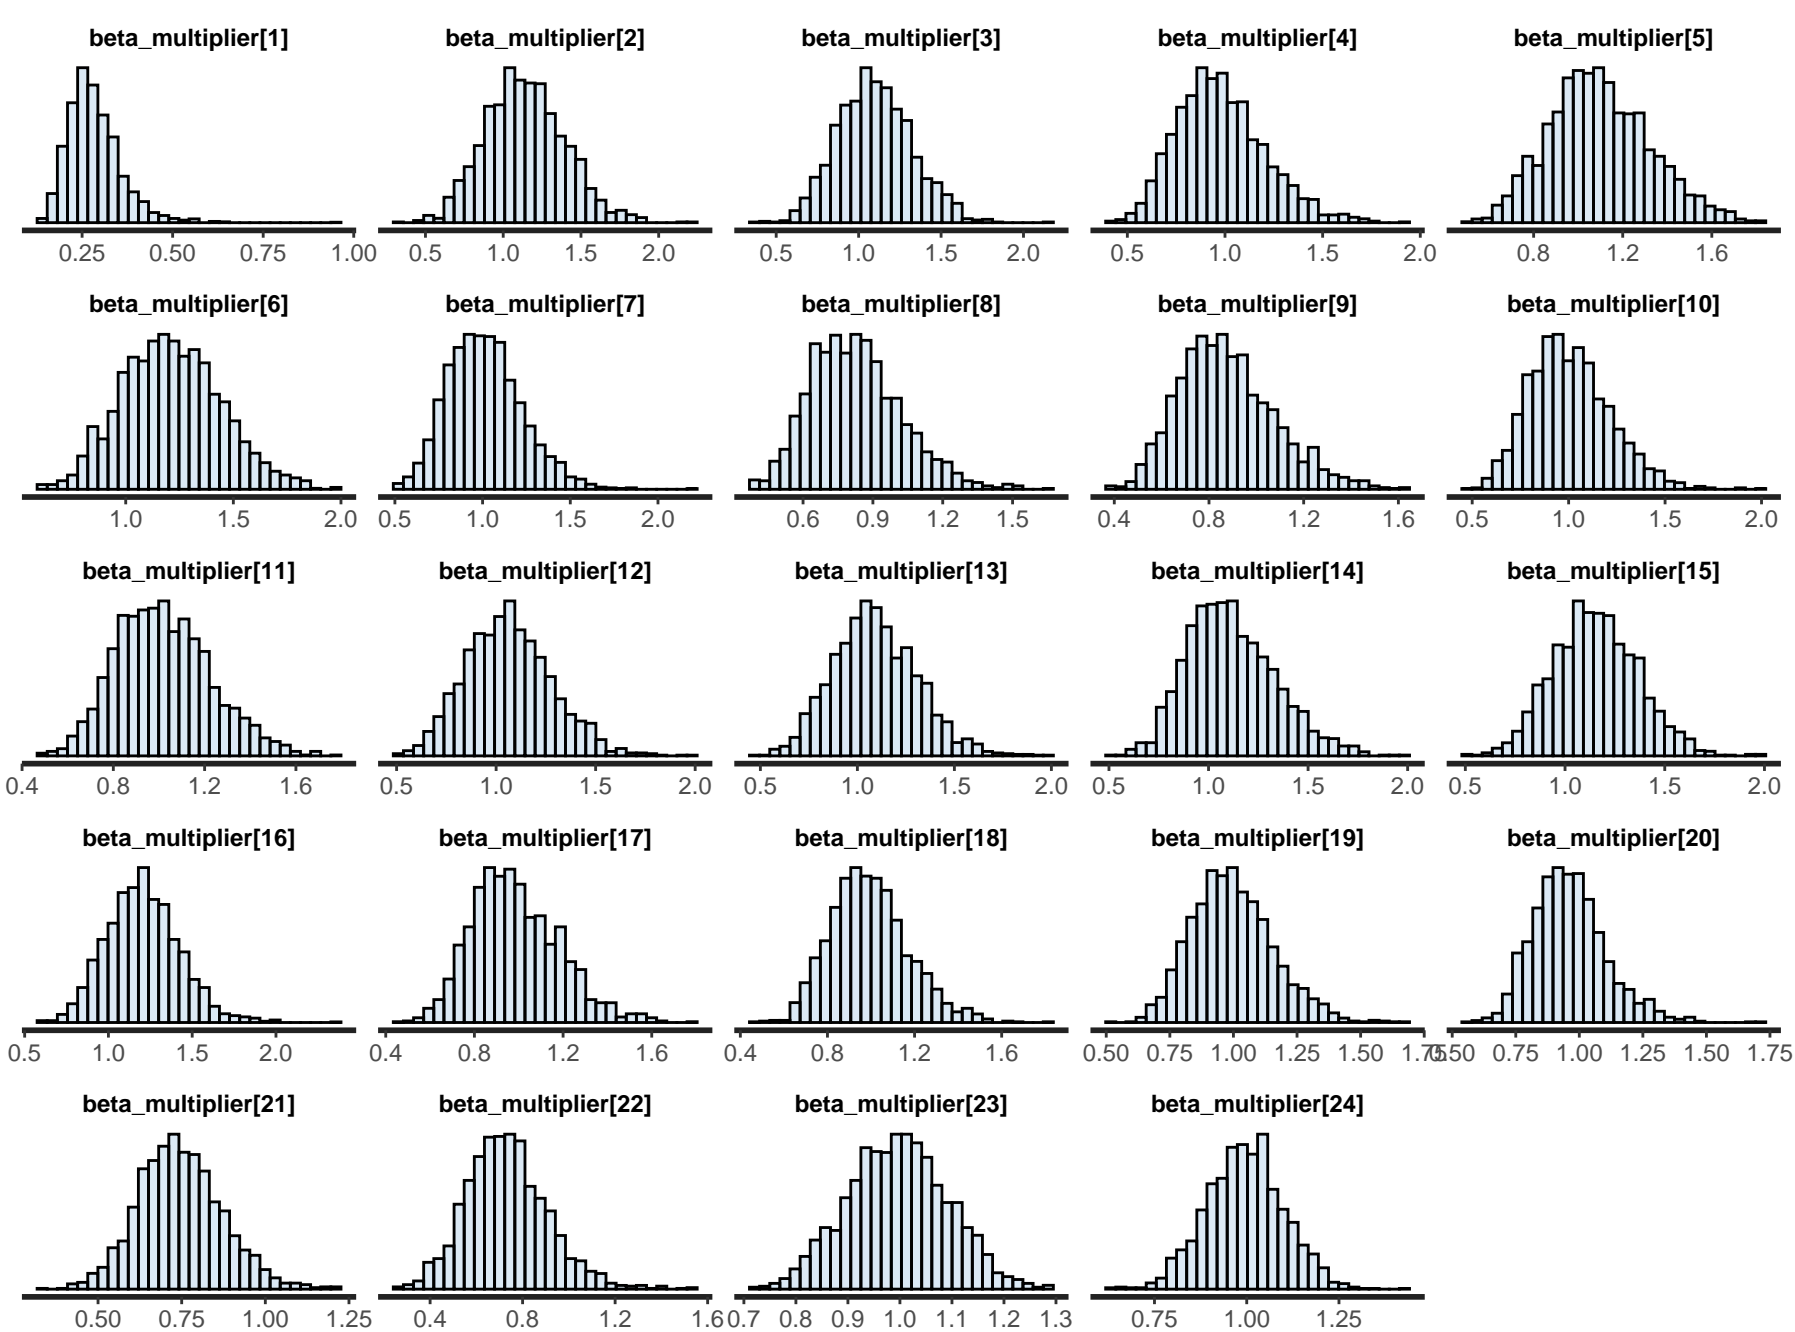 beta_multiplier[1] beta_multiplier[2] beta_multiplier[3] beta_multiplier[4] beta_multiplier[5]
0.25 0.50 0.75 1.00 0.5 1.0 1.5 2.0 0.5 1.0 1.5 2.0 0.5 1.0 1.5 2.0 0.8 1.2 1.6
beta_multiplier[6] beta_multiplier[7] beta_multiplier[8] beta_multiplier[9] beta_multiplier[10]
1.0 1.5 2.0 0.5 1.0 1.5 2.0 0.6 0.9 1.2 1.5 0.4 0.8 1.2 1.6 0.5 1.0 1.5 2.0
beta_multiplier[11] beta_multiplier[12] beta_multiplier[13] beta_multiplier[14] beta_multiplier[15]
0.4 0.8 1.2 1.6 0.5 1.0 1.5 2.0 0.5 1.0 1.5 2.0 0.5 1.0 1.5 2.0 0.5 1.0 1.5 2.0
beta_multiplier[16] beta_multiplier[17] beta_multiplier[18] beta_multiplier[19] beta_multiplier[20]
0.5 1.0 1.5 2.0 0.4 0.8 1.2 1.6 0.4 0.8 1.2 1.6 0.50 0.75 1.00 1.25 1.50 1.75 0.50 0.75 1.00 1.25 1.50 1.75
beta_multiplier[21] beta_multiplier[22] beta_multiplier[23] beta_multiplier[24]
0.50 0.75 1.00 1.25 0.4 0.8 1.2 1.6 0.7 0.8 0.9 1.0 1.1 1.2 1.3 0.75 1.00 1.25